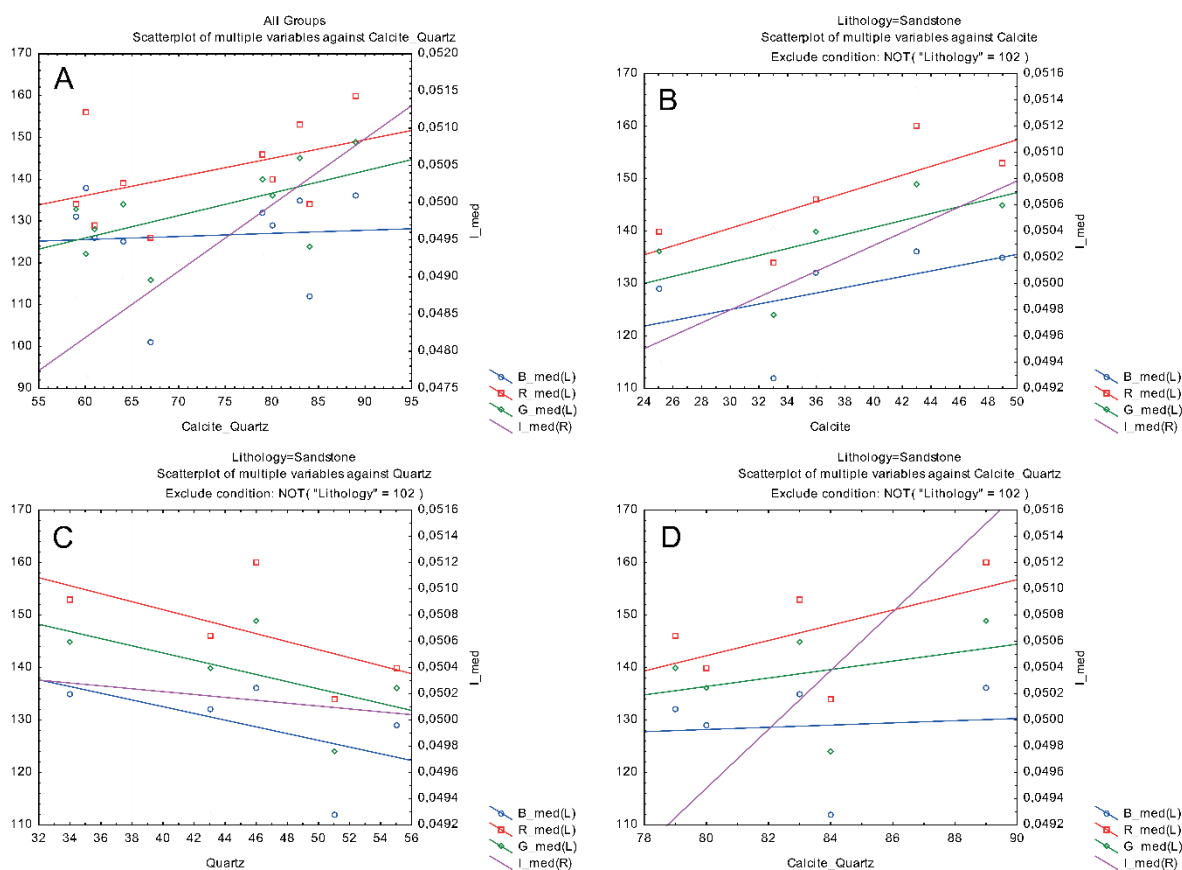 All Groups
Scatterplot of multiple variables against Calcite_Quartz
A
170
160
150
140
130
120
110
100
90
0,0520
0,0515
0,0510
0,0505
0,0500
0,0495
0,0490
0,0485
0,0480
0,0475
I_med
55 60 65 70 75 80 85 90 95
Calcite_Quartz
B_med(L)
R_med(L)
G_med(L)
I_med(R)
Lithology=Sandstone
Scatterplot of multiple variables against Calcite
Exclude condition: NOT( "Lithology" = 102 )
B
170
160
150
140
130
120
110
0,0516
0,0514
0,0512
0,0510
0,0508
0,0506
0,0504
0,0502
0,0500
0,0498
0,0496
0,0494
0,0492
I_med
24 26 28 30 32 34 36 38 40 42 44 46 48 50
Calcite
B_med(L)
R_med(L)
G_med(L)
I_med(R)
Lithology=Sandstone
Scatterplot of multiple variables against Quartz
Exclude condition: NOT( "Lithology" = 102 )
C
170
160
150
140
130
120
110
0,0516
0,0514
0,0512
0,0510
0,0508
0,0506
0,0504
0,0502
0,0500
0,0498
0,0496
0,0494
0,0492
I_med
32 34 36 38 40 42 44 46 48 50 52 54 56
Quartz
B_med(L)
R_med(L)
G_med(L)
I_med(R)
Lithology=Sandstone
Scatterplot of multiple variables against Calcite_Quartz
Exclude condition: NOT( "Lithology" = 102 )
D
170
160
150
140
130
120
110
0,0516
0,0514
0,0512
0,0510
0,0508
0,0506
0,0504
0,0502
0,0500
0,0498
0,0496
0,0494
0,0492
I_med
78 80 82 84 86 88 90
Calcite_Quartz
B_med(L)
R_med(L)
G_med(L)
I_med(R)